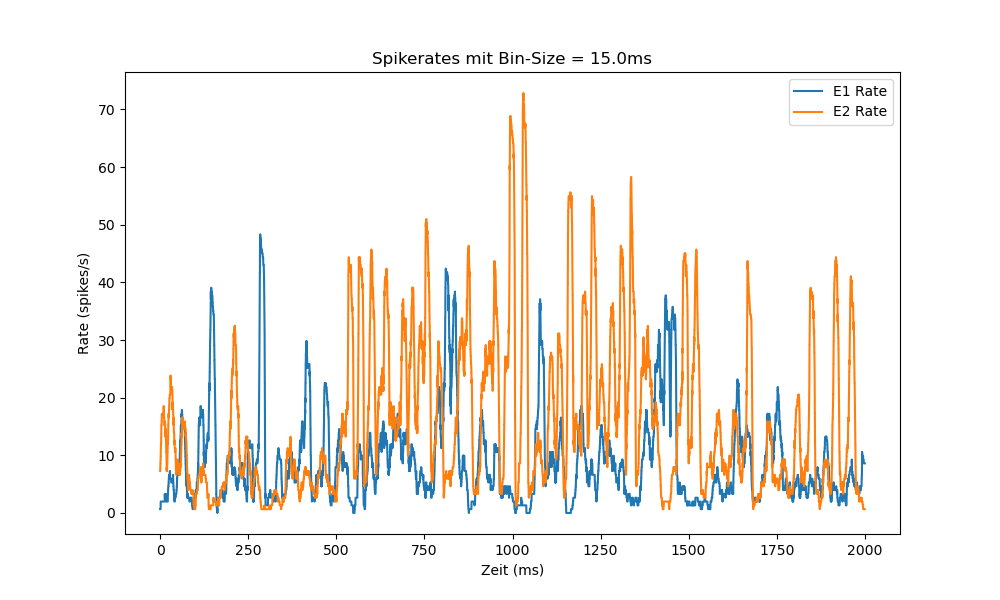 Spikerates mit Bin-Size = 15.0ms
E1 Rate
E2 Rate
Rate (spikes/s)
70
60
50
40
30
20
10
0
0 250 500 750 1000 1250 1500 1750 2000
Zeit (ms)